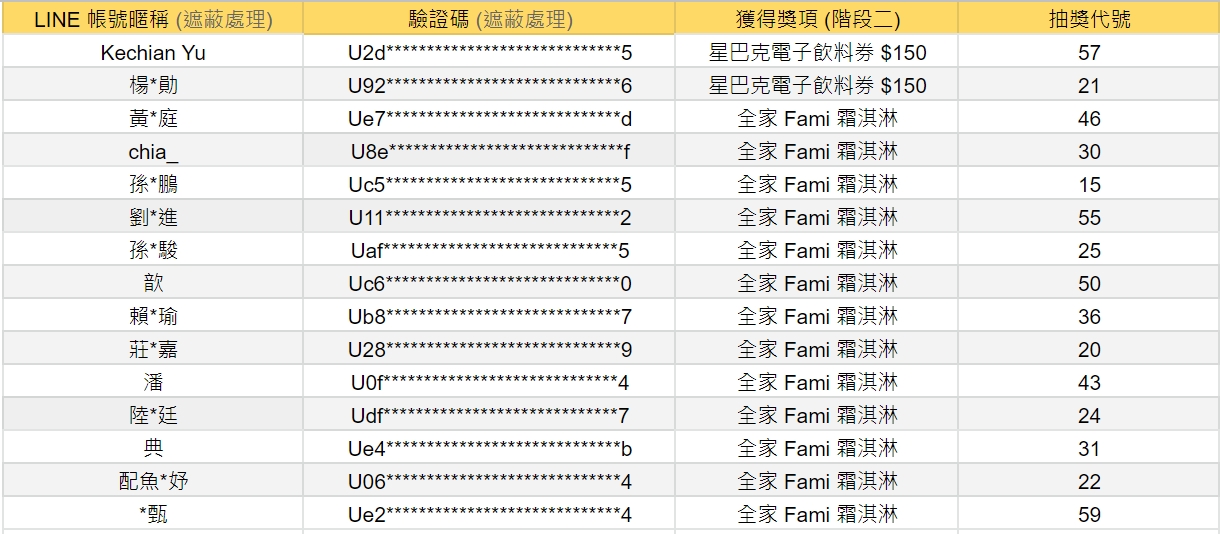 LINE 帳號暱稱 (遮蔽處理) 驗證碼 (遮蔽處理) 獲得獎項 (階段二) 抽獎代號
Kechian Yu U2d*****************************5 星巴克電子飲料券 $150 57
楊*勛 U92*****************************6 星巴克電子飲料券 $150 21
黃*庭 Ue7*****************************d 全家 Fami 霜淇淋 46
chia_ U8e*****************************f 全家 Fami 霜淇淋 30
孫*鵬 Uc5*****************************5 全家 Fami 霜淇淋 15
劉*進 U11*****************************2 全家 Fami 霜淇淋 55
孫*駿 Uaf*****************************5 全家 Fami 霜淇淋 25
歆 Uc6*****************************0 全家 Fami 霜淇淋 50
賴*瑜 Ub8*****************************7 全家 Fami 霜淇淋 36
莊*嘉 U28*****************************9 全家 Fami 霜淇淋 20
潘 U0f*****************************4 全家 Fami 霜淇淋 43
陸*廷 Udf*****************************7 全家 Fami 霜淇淋 24
典 Ue4*****************************b 全家 Fami 霜淇淋 31
配魚*妤 U06*****************************4 全家 Fami 霜淇淋 22
*甄 Ue2*****************************4 全家 Fami 霜淇淋 59